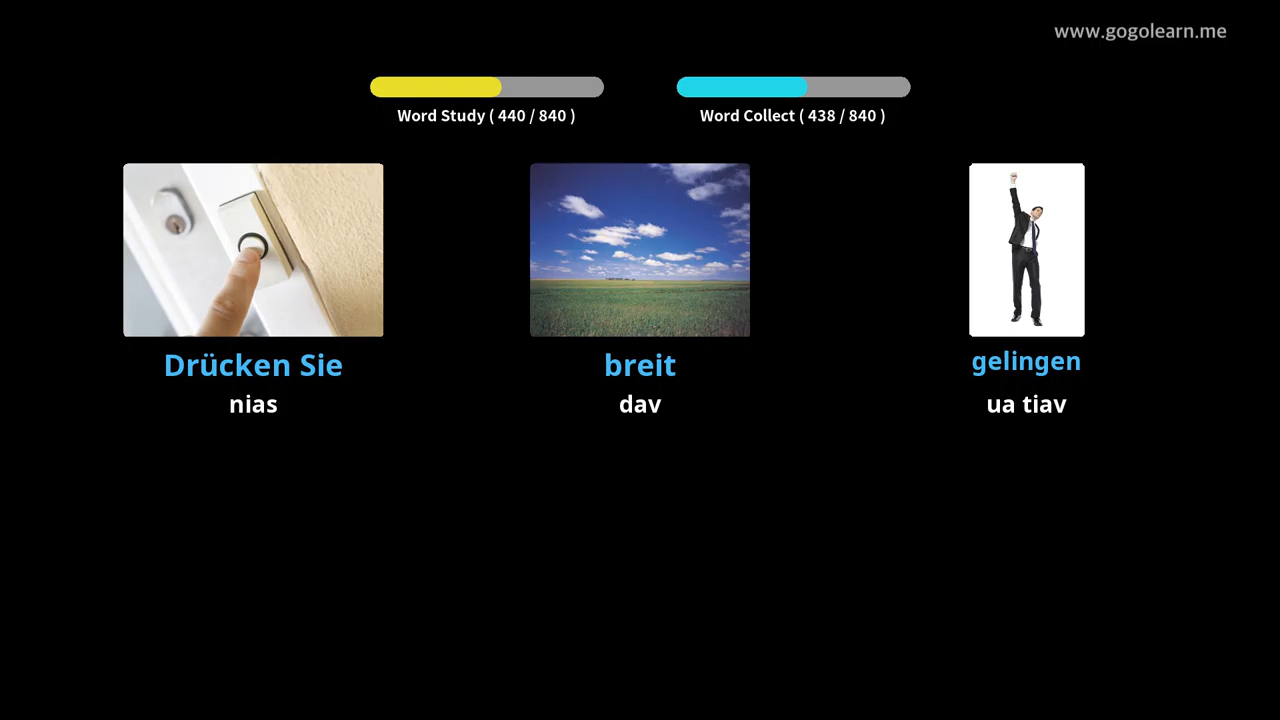 www.gogolearn.me
Word Study ( 440 / 840 )
Word Collect ( 438 / 840 )
Drücken Sie
nias
breit
dav
gelingen
ua tiav